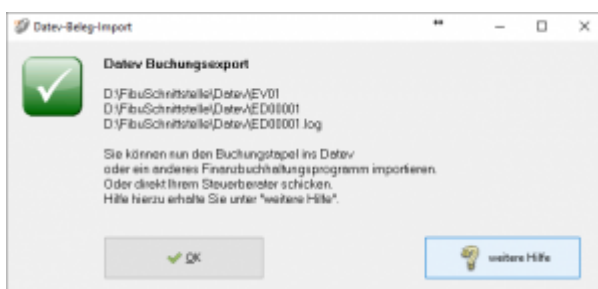 Datev-Beleg-Import
Datev Buchungsexport
D:\FibuSchnittstelle\Datev\EV01
D:\FibuSchnittstelle\Datev\ED00001
D:\FibuSchnittstelle\Datev\ED00001.log
Sie können nun den Buchungstapel ins Datev
oder ein anderes Finanzbuchhaltungsprogramm importieren.
Oder direkt Ihrem Steuerberater schicken.
Hilfe hierzu erhalte Sie unter "weitere Hilfe".
OK
weitere Hilfe